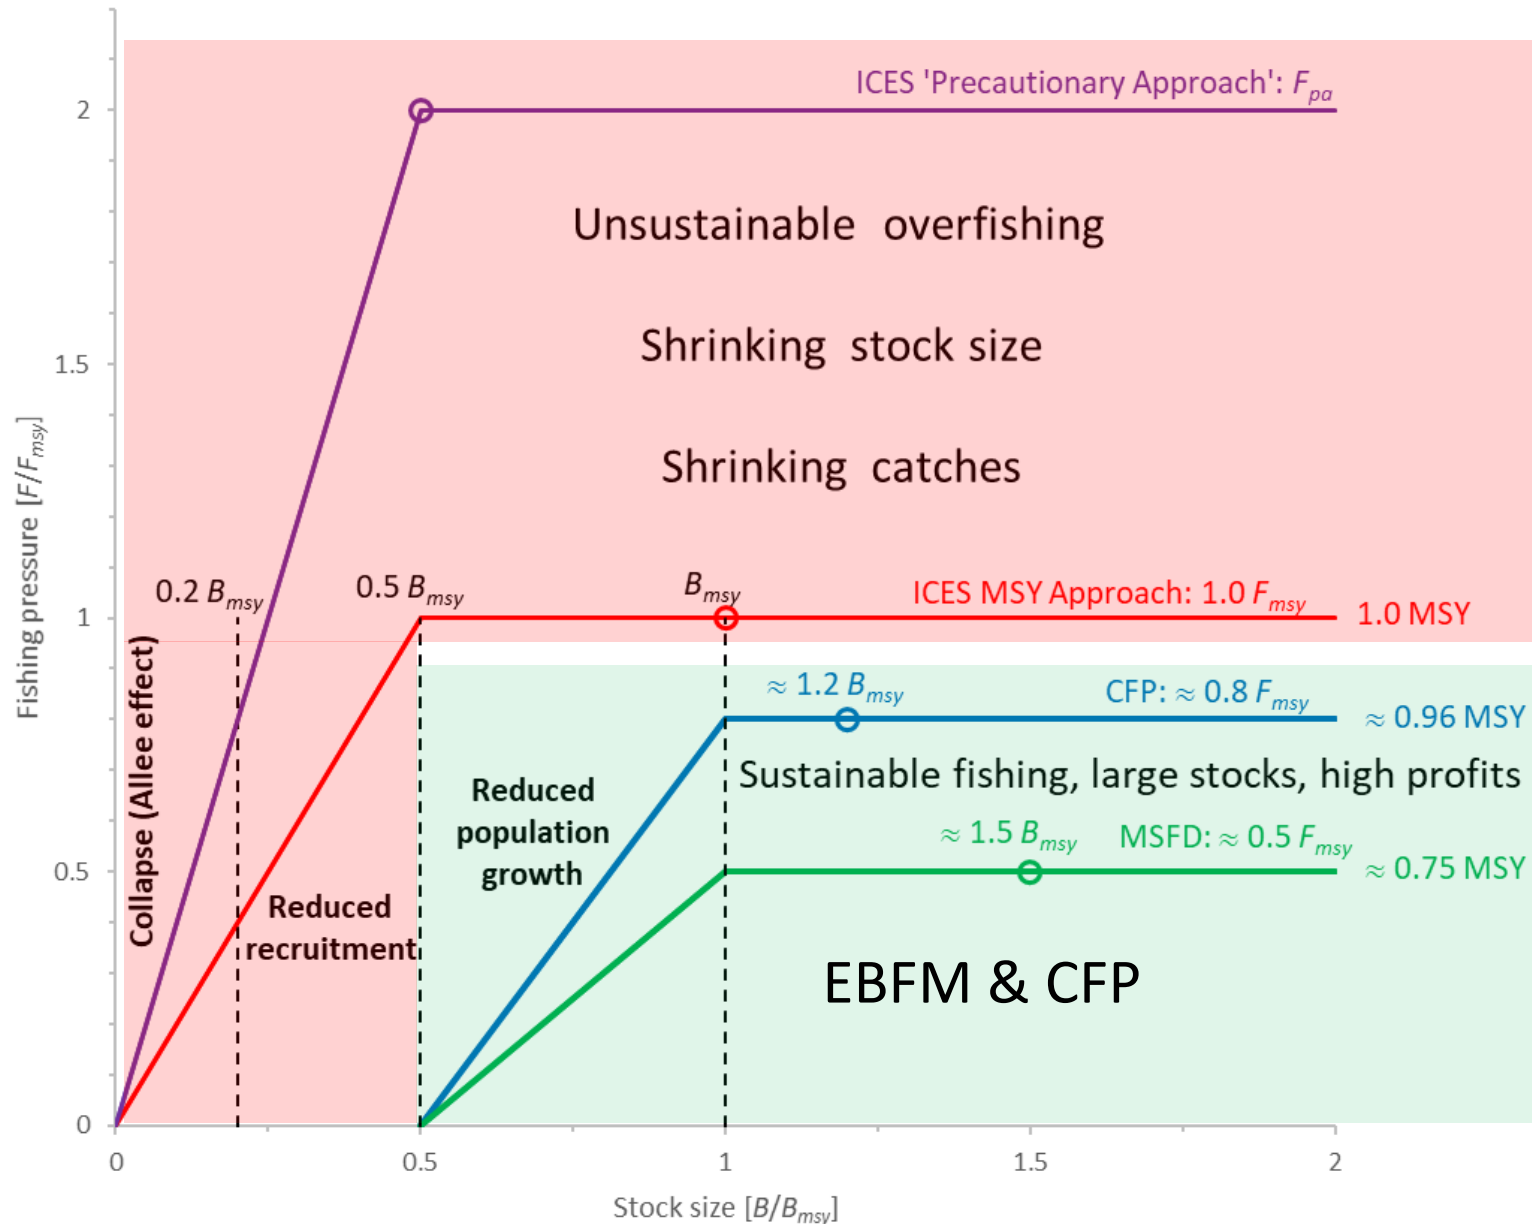 ICES 'Precautionary Approach': Fpa
2
Unsustainable overfishing
1.5
Shrinking stock size
Shrinking catches
Fishing pressure [F/Fmsy]
0.2 Bmsy
0.5 Bmsy
Bmsy
ICES MSY Approach: 1.0 Fmsy
1.0 MSY
1
Collapse (Allee effect)
≈ 1.2 Bmsy
CFP: ≈ 0.8 Fmsy
≈ 0.96 MSY
Sustainable fishing, large stocks, high profits
Reduced
population
growth
≈ 1.5 Bmsy
MSFD: ≈ 0.5 Fmsy
≈ 0.75 MSY
0.5
Reduced
recruitment
EBFM & CFP
0
0
0.5
1
1.5
2
Stock size [B/Bmsy]